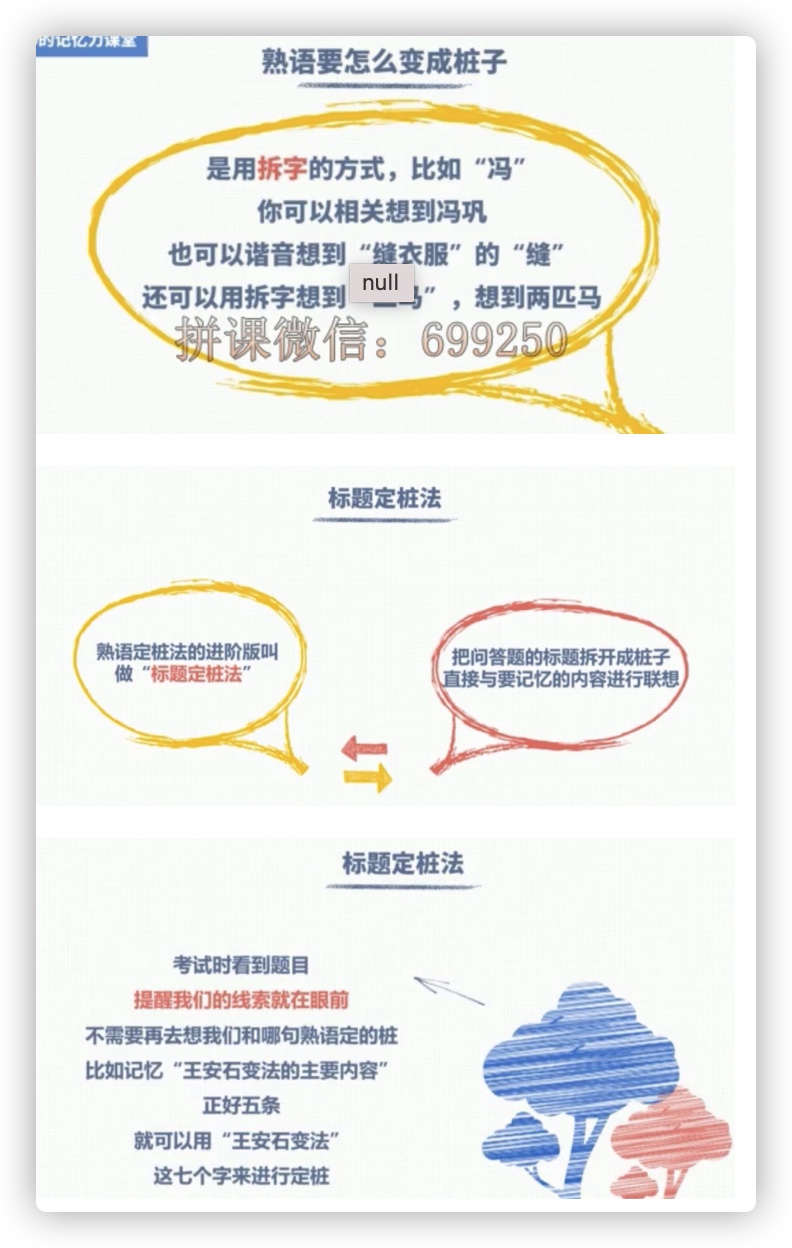 的记忆力课堂
熟语要怎么变成桩子
是用拆字的方式，比如“冯”
你可以相关想到冯巩
也可以谐音想到“缝衣服”的“缝”
null
还可以用拆字想到“二马”，想到两匹马
拼课微信：699250
标题定桩法
熟语定桩法的进阶版叫
做“标题定桩法”
把问答题的标题拆开成桩子
直接与要记忆的内容进行联想
标题定桩法
考试时看到题目
提醒我们的线索就在眼前
不需要再去想我们和哪句熟语定的桩
比如记忆“王安石变法的主要内容”
正好五条
就可以用“王安石变法”
这七个字来进行定桩